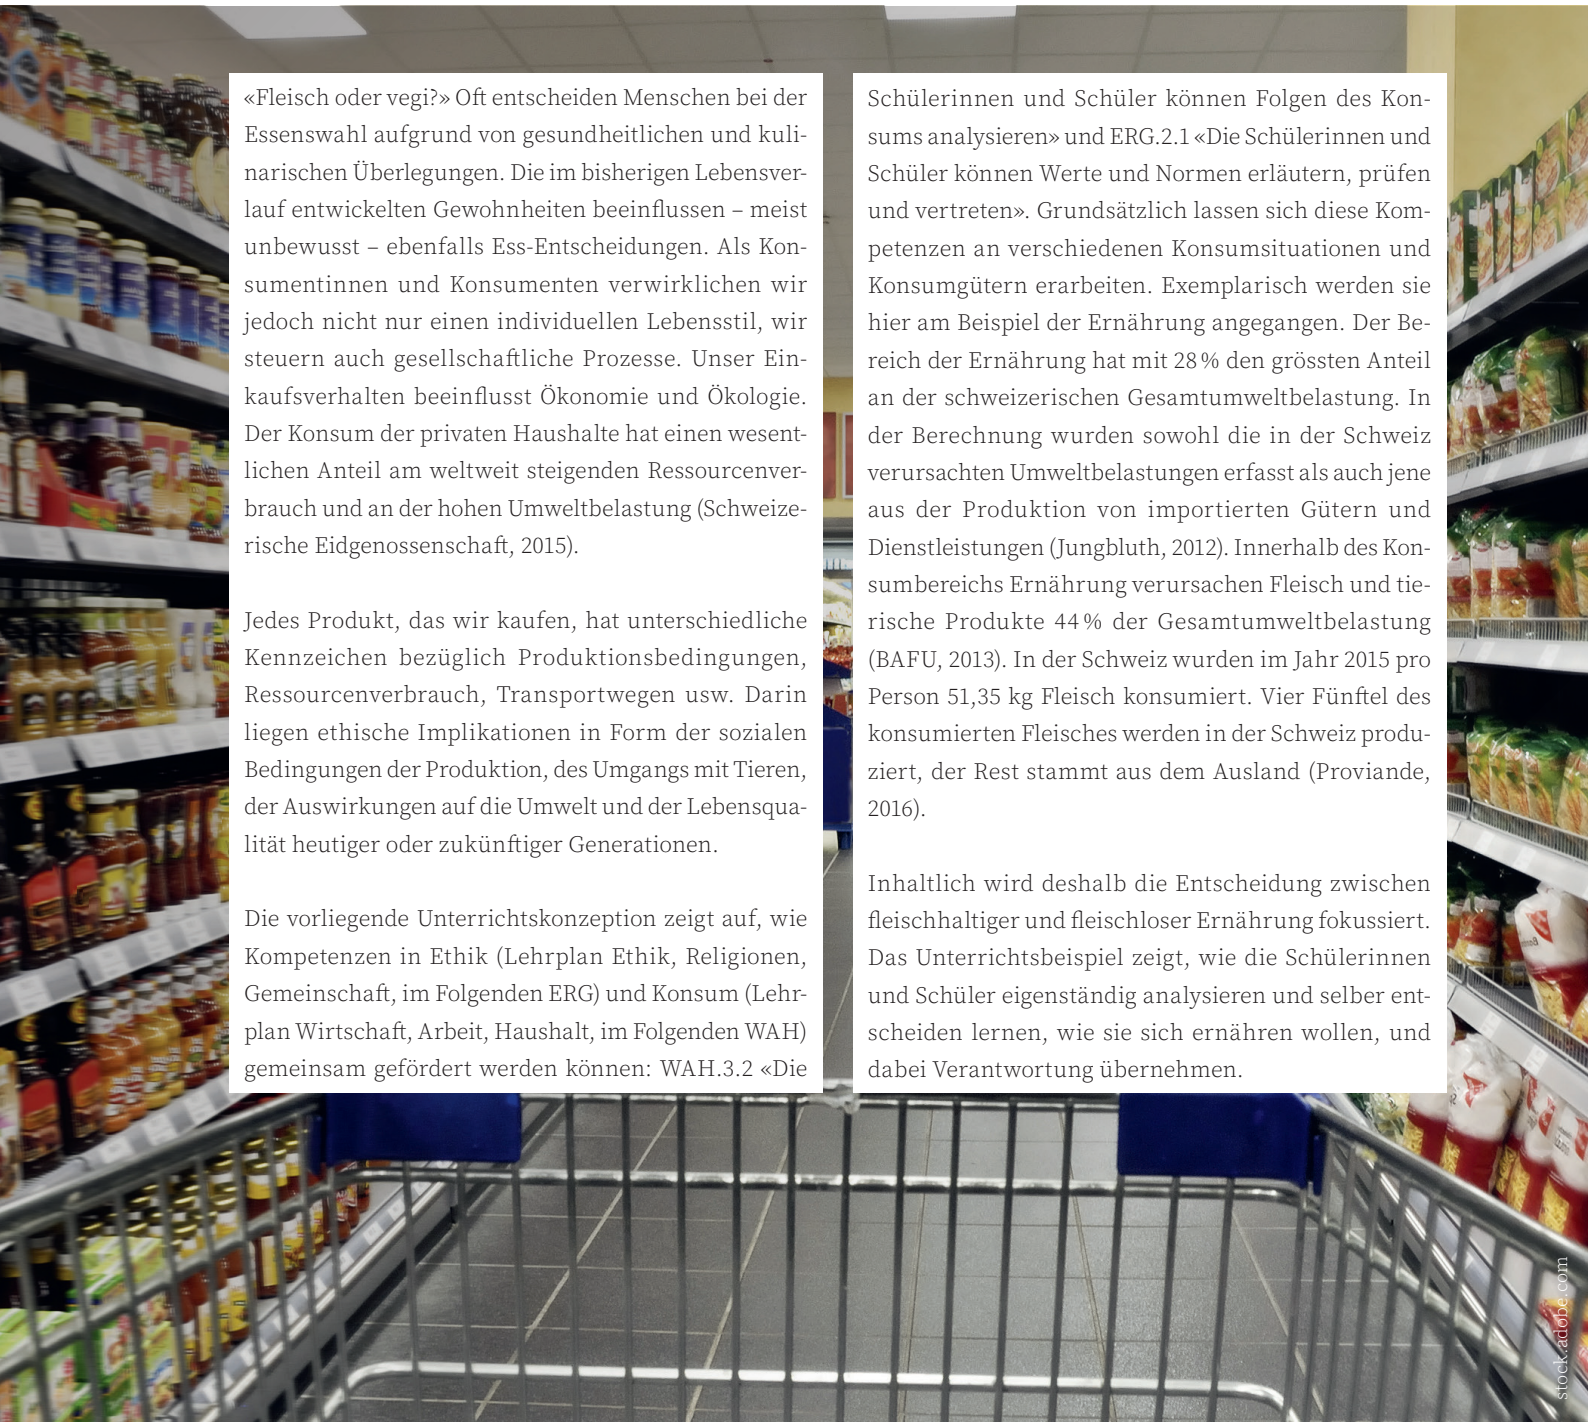 «Fleisch oder vegi?» Oft entscheiden Menschen bei der
Essenswahl aufgrund von gesundheitlichen und kuli-
narischen Überlegungen. Die im bisherigen Lebensver-
lauf entwickelten Gewohnheiten beeinflussen – meist
unbewusst – ebenfalls Ess-Entscheidungen. Als Kon-
sumentinnen und Konsumenten verwirklichen wir
jedoch nicht nur einen individuellen Lebensstil, wir
steuern auch gesellschaftliche Prozesse. Unser Ein-
kaufsverhalten beeinflusst Ökonomie und Ökologie.
Der Konsum der privaten Haushalte hat einen wesent-
lichen Anteil am weltweit steigenden Ressourcenver-
brauch und an der hohen Umweltbelastung (Schweize-
rische Eidgenossenschaft, 2015).
Jedes Produkt, das wir kaufen, hat unterschiedliche
Kennzeichen bezüglich Produktionsbedingungen,
Ressourcenverbrauch, Transportwegen usw. Darin
liegen ethische Implikationen in Form der sozialen
Bedingungen der Produktion, des Umgangs mit Tieren,
der Auswirkungen auf die Umwelt und der Lebensqua-
lität heutiger oder zukünftiger Generationen.
Die vorliegende Unterrichtskonzeption zeigt auf, wie
Kompetenzen in Ethik (Lehrplan Ethik, Religionen,
Gemeinschaft, im Folgenden ERG) und Konsum (Lehr-
plan Wirtschaft, Arbeit, Haushalt, im Folgenden WAH)
gemeinsam gefördert werden können: WAH.3.2 «Die
Schülerinnen und Schüler können Folgen des Kon-
sums analysieren» und ERG.2.1 «Die Schülerinnen und
Schüler können Werte und Normen erläutern, prüfen
und vertreten». Grundsätzlich lassen sich diese Kom-
petenzen an verschiedenen Konsumsituationen und
Konsumgütern erarbeiten. Exemplarisch werden sie
hier am Beispiel der Ernährung angegangen. Der Be-
reich der Ernährung hat mit 28 % den grössten Anteil
an der schweizerischen Gesamtumweltbelastung. In
der Berechnung wurden sowohl die in der Schweiz
verursachten Umweltbelastungen erfasst als auch jene
aus der Produktion von importierten Gütern und
Dienstleistungen (Jungbluth, 2012). Innerhalb des Kon-
sumbereichs Ernährung verursachen Fleisch und tie-
rische Produkte 44 % der Gesamtumweltbelastung
(BAFU, 2013). In der Schweiz wurden im Jahr 2015 pro
Person 51,35 kg Fleisch konsumiert. Vier Fünftel des
konsumierten Fleisches werden in der Schweiz produ-
ziert, der Rest stammt aus dem Ausland (Proviande,
2016).
Inhaltlich wird deshalb die Entscheidung zwischen
fleischhaltiger und fleischloser Ernährung fokussiert.
Das Unterrichtsbeispiel zeigt, wie die Schülerinnen
und Schüler eigenständig analysieren und selber ent-
scheiden lernen, wie sie sich ernähren wollen, und
dabei Verantwortung übernehmen.
stock.adobe.com